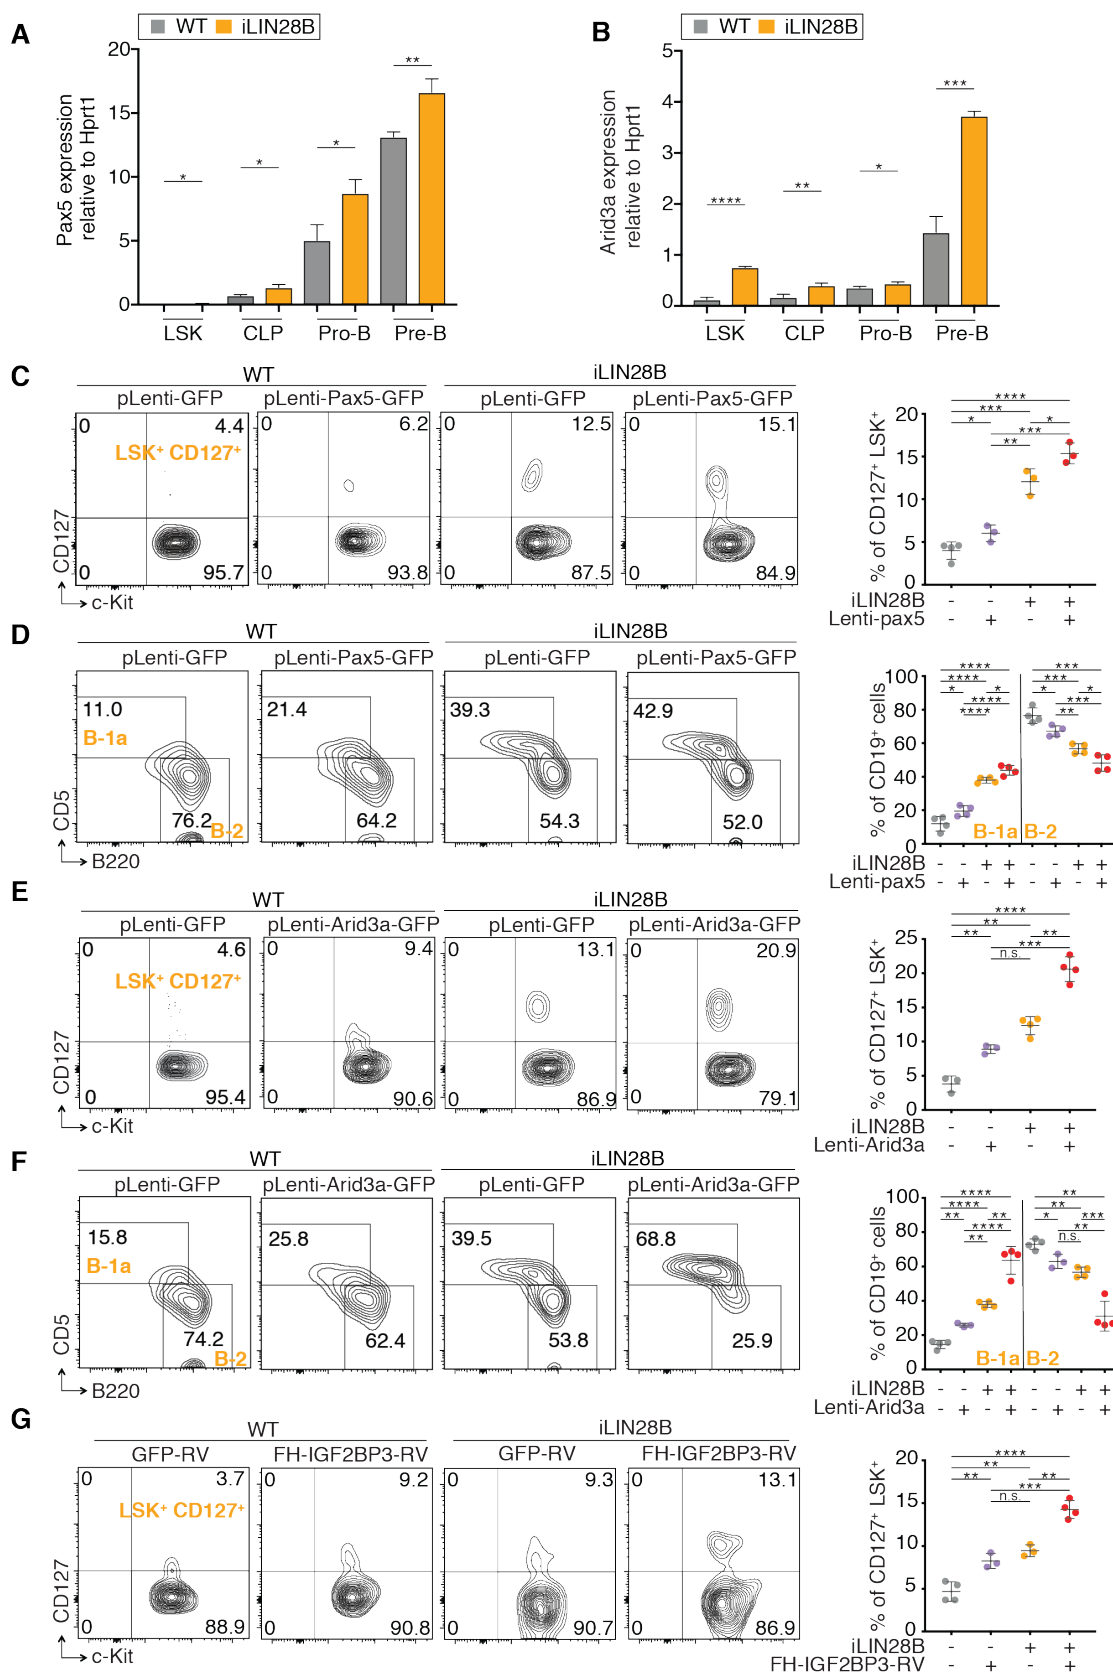 A
WT iLIN28B
Pax5 expression
relative to Hprt1
20
15
10
5
0
*
*
*
**
LSK CLP Pro-B Pre-B
B
WT iLIN28B
Arid3a expression
relative to Hprt1
5
4
3
2
1
0
****
**
*
***
LSK CLP Pro-B Pre-B
C
WT iLIN28B
pLenti-GFP pLenti-Pax5-GFP pLenti-GFP pLenti-Pax5-GFP
0 4.4 0 6.2 0 12.5 0 15.1
LSK+ CD127+
0 95.7 0 93.8 0 87.5 0 84.9
CD127
c-Kit
% of CD127+ LSK+
20
15
10
5
0
****
*** *
* ***
**
iLIN28B - - + +
Lenti-pax5 - + - +
D
WT iLIN28B
pLenti-GFP pLenti-Pax5-GFP pLenti-GFP pLenti-Pax5-GFP
11.0 21.4 39.3 42.9
B-1a
76.2 64.2 54.3 52.0
B-2
CD5
B220
% of CD19+ cells
100
80
60
40
20
0
**** ***
**** ***
* * * *
**** ***
**** **
B-1a B-2
iLIN28B - - + + - - + +
Lenti-pax5 - + - + - + - +
E
WT iLIN28B
pLenti-GFP pLenti-Arid3a-GFP pLenti-GFP pLenti-Arid3a-GFP
0 4.6 0 9.4 0 13.1 0 20.9
LSK+ CD127+
0 95.4 0 90.6 0 86.9 0 79.1
CD127
c-Kit
% of CD127+ LSK+
25
20
15
10
5
0
****
**
** **
***
n.s.
iLIN28B - - + +
Lenti-Arid3a - + - +
F
WT iLIN28B
pLenti-GFP pLenti-Arid3a-GFP pLenti-GFP pLenti-Arid3a-GFP
15.8 25.8 39.5 68.8
B-1a
74.2 62.4 53.8 25.9
B-2
CD5
B220
% of CD19+ cells
100
80
60
40
20
0
**** **
**** **
** ** * ***
**** **
** n.s.
B-1a B-2
iLIN28B - - + + - - + +
Lenti-Arid3a - + - + - + - +
G
WT iLIN28B
GFP-RV FH-IGF2BP3-RV GFP-RV FH-IGF2BP3-RV
0 3.7 0 9.2 0 9.3 0 13.1
LSK+ CD127+
0 88.9 0 90.8 0 90.7 0 86.9
CD127
c-Kit
% of CD127+ LSK+
20
15
10
5
0
****
**
** **
***
n.s.
iLIN28B - - + +
FH-IGF2BP3-RV - + - +